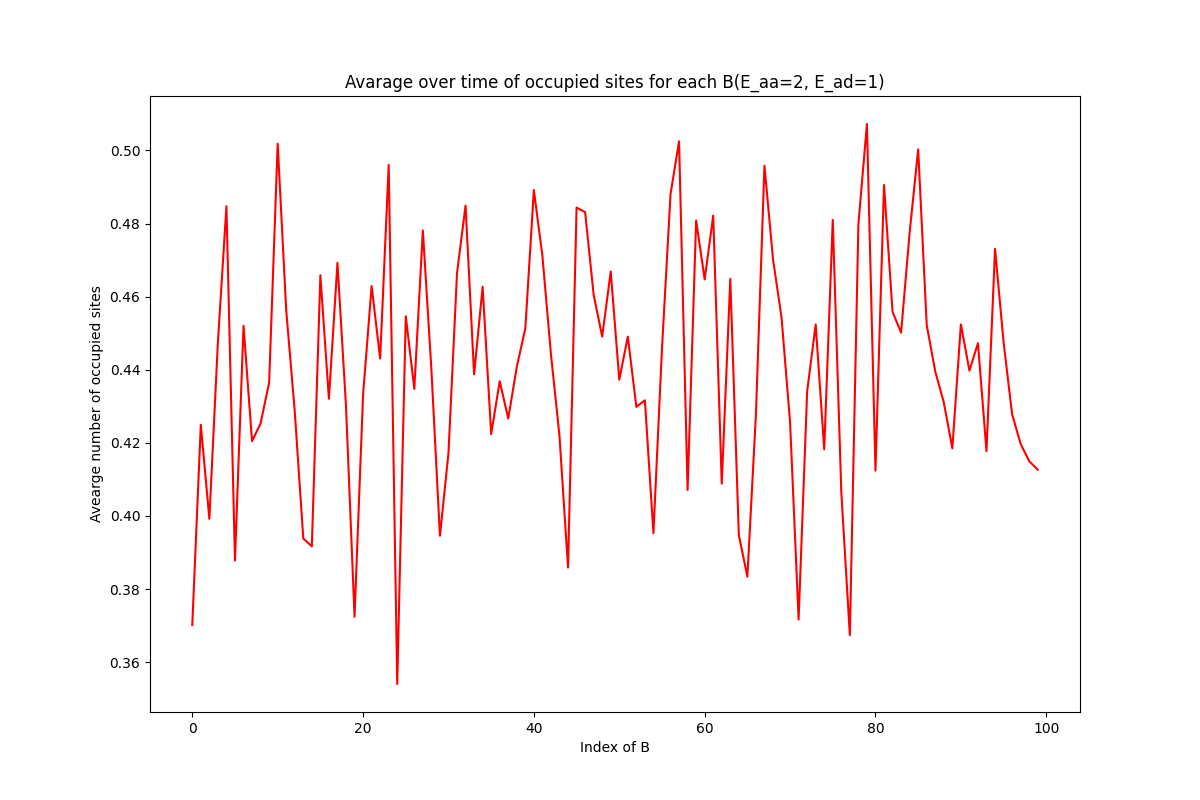 Avarage over time of occupied sites for each B(E_aa=2, E_ad=1)
Avearge number of occupied sites
0.50
0.48
0.46
0.44
0.42
0.40
0.38
0.36
0 20 40 60 80 100
Index of B